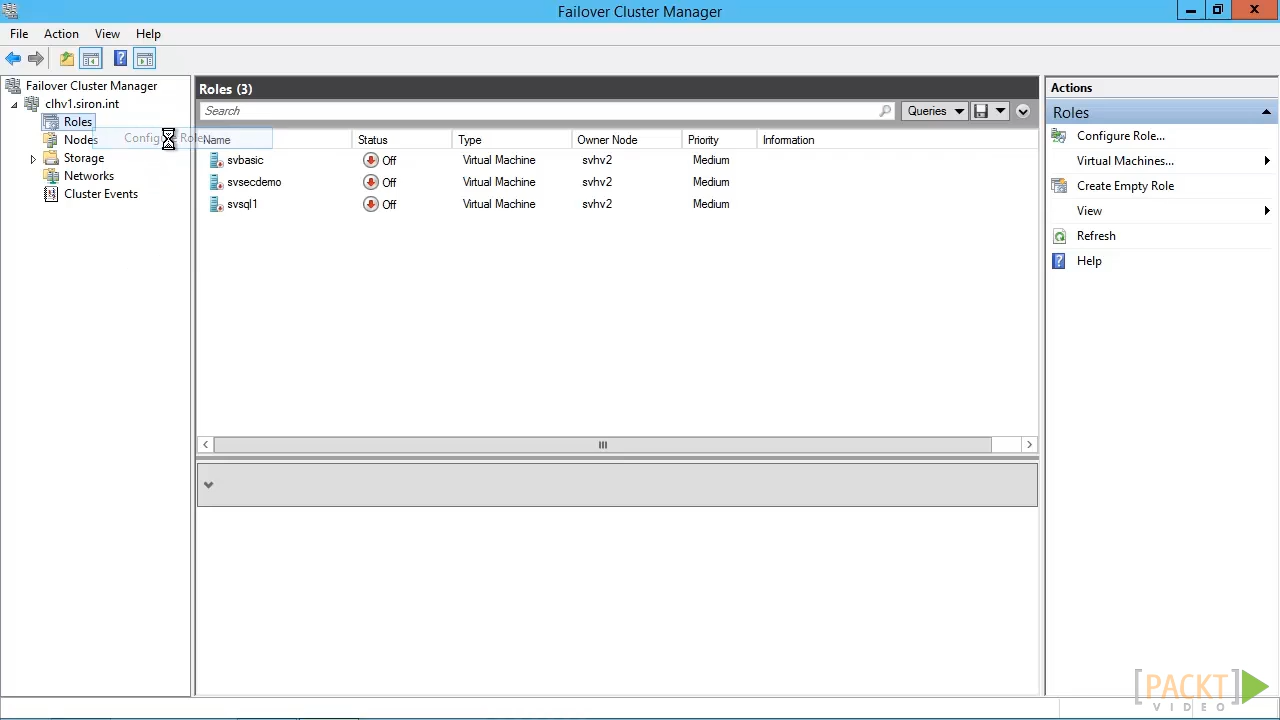 Failover Cluster Manager
File Action View Help
Failover Cluster Manager
clhv1.siron.int
Roles
Nodes
Storage
Networks
Cluster Events
Configure Role...
Roles (3)
Search
Queries
Name Status Type Owner Node Priority Information
svbasic Off Virtual Machine svhv2 Medium
svsecdemo Off Virtual Machine svhv2 Medium
svsql1 Off Virtual Machine svhv2 Medium
Actions
Roles
Configure Role...
Virtual Machines...
Create Empty Role
View
Refresh
Help
[PACKT]
VIDEO